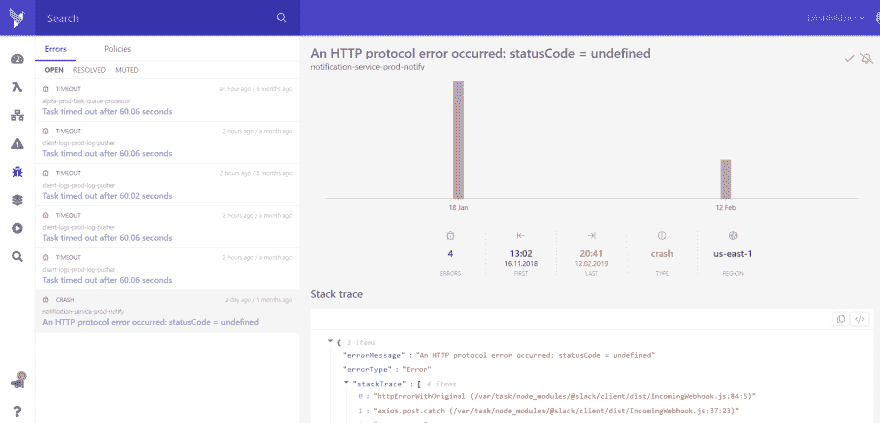 Search
Errors Policies
OPEN RESOLVED MUTED
TIMEOUT an hour ago / 6 months ago
alpha-prod-task-queue-processor
Task timed out after 60.06 seconds
TIMEOUT 2 hours ago / a month ago
client-logs-prod-log-pusher
Task timed out after 60.06 seconds
TIMEOUT 2 hours ago / 6 months ago
client-logs-prod-log-pusher
Task timed out after 60.02 seconds
TIMEOUT 2 hours ago / a month ago
client-logs-prod-log-pusher
Task timed out after 60.06 seconds
TIMEOUT 2 hours ago / a month ago
client-logs-prod-log-pusher
Task timed out after 60.06 seconds
CRASH a day ago / 5 months ago
notification-service-prod-notify
An HTTP protocol error occurred: statusCode = undefined
An HTTP protocol error occurred: statusCode = undefined
notification-service-prod-notify
18 Jan 12 Feb
4 13:02 20:41 crash us-east-1
16.11.2018 12.02.2019
ERRORS FIRST LAST TYPE REGION
Stack trace
{ 3 items
"errorMessage" : "An HTTP protocol error occurred: statusCode = undefined"
"errorType" : "Error"
"stackTrace" : [ 4 items
0 : "httpErrorWithOriginal (/var/task/node_modules/@slack/client/dist/IncomingWebhook.js:84:5)"
1 : "axios.post.catch (/var/task/node_modules/@slack/client/dist/IncomingWebhook.js:37:23)"